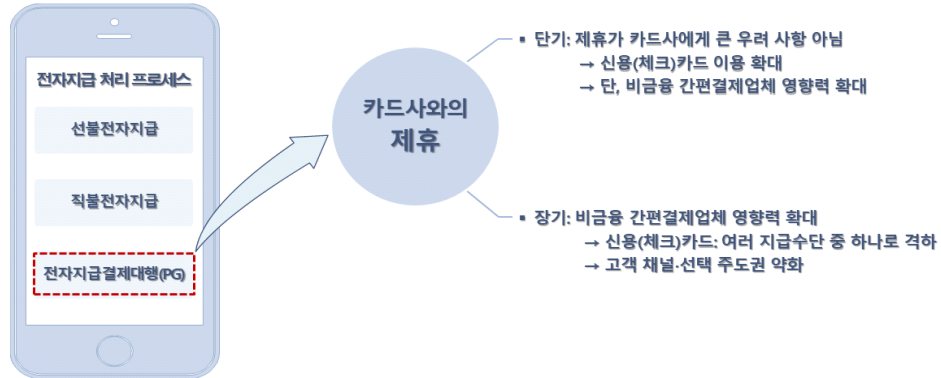 전자지급 처리 프로세스
선불전자지급
직불전자지급
전자지급결제대행(PG)
카드사와의
제휴
▪ 단기: 제휴가 카드사에게 큰 우려 사항 아님
→ 신용(체크)카드 이용 확대
→ 단, 비금융 간편결제업체 영향력 확대
▪ 장기: 비금융 간편결제업체 영향력 확대
→ 신용(체크)카드: 여러 지급수단 중 하나로 격하
→ 고객 채널·선택 주도권 약화